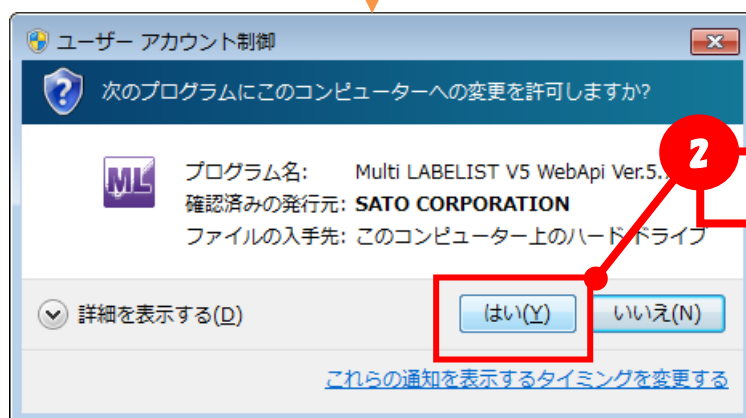 ユーザー アカウント制御
次のプログラムにこのコンピューターへの変更を許可しますか?
ML
プログラム名: Multi LABELIST V5 WebApi Ver.5.
2
確認済みの発行元: SATO CORPORATION
ファイルの入手先: このコンピューター上のハード ドライブ
詳細を表示する(D)
はい(Y)
いいえ(N)
これらの通知を表示するタイミングを変更する